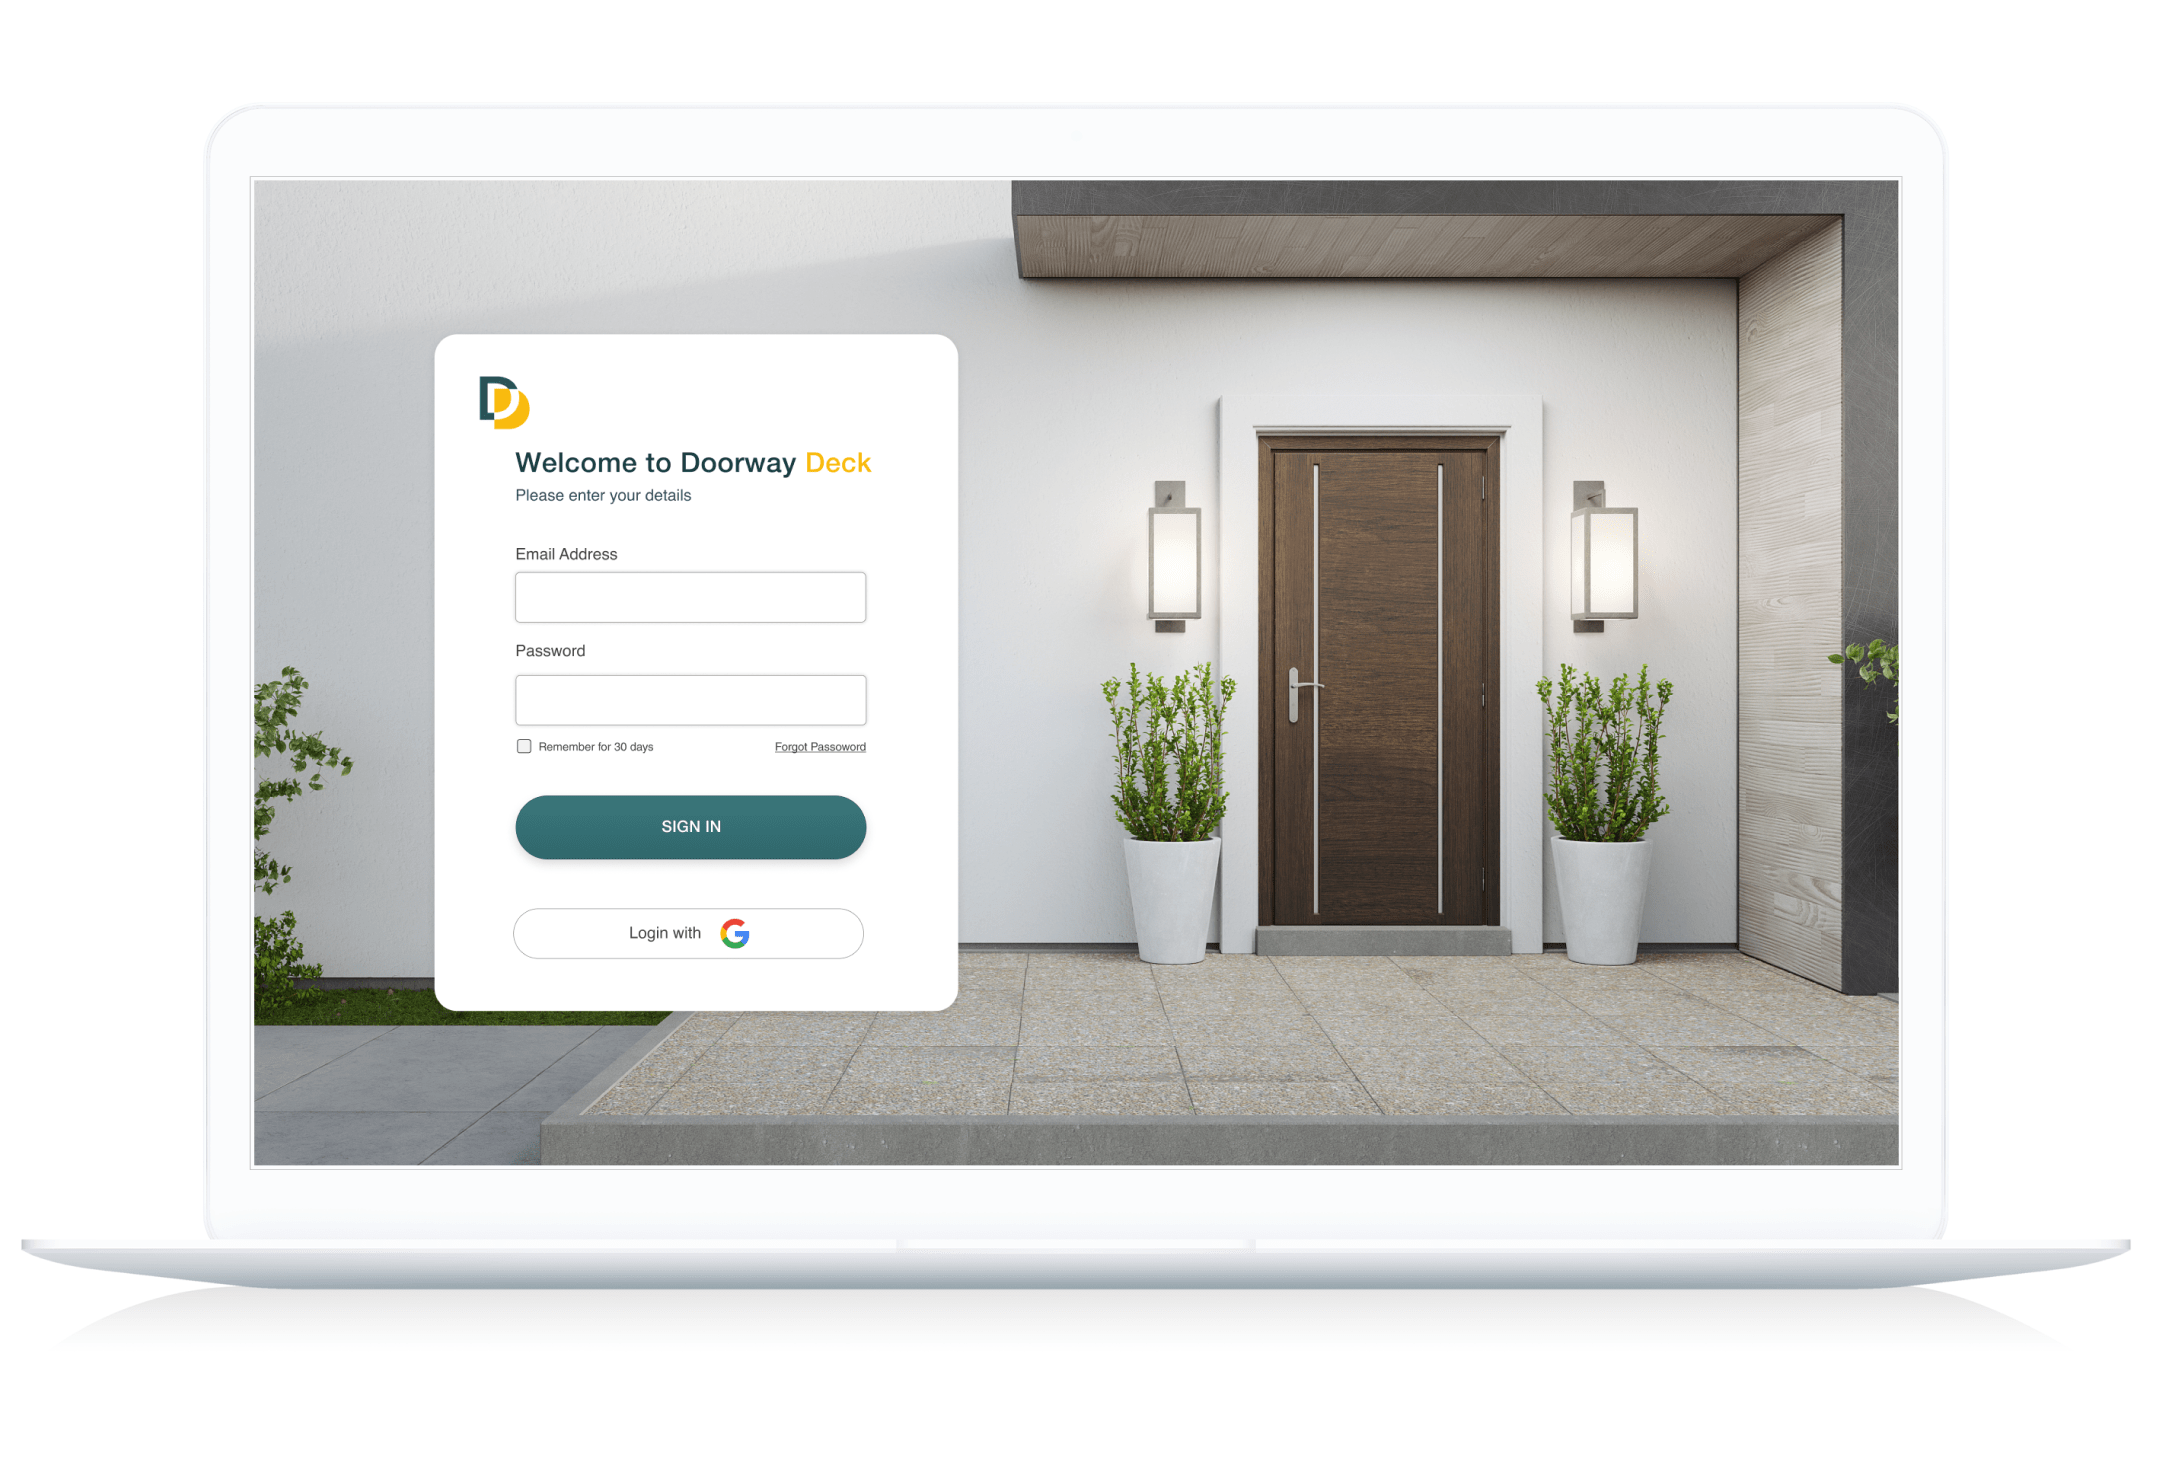 Welcome to Doorway Deck
Please enter your details
Email Address
Password
Remember for 30 days
Forgot Passoword
SIGN IN
Login with